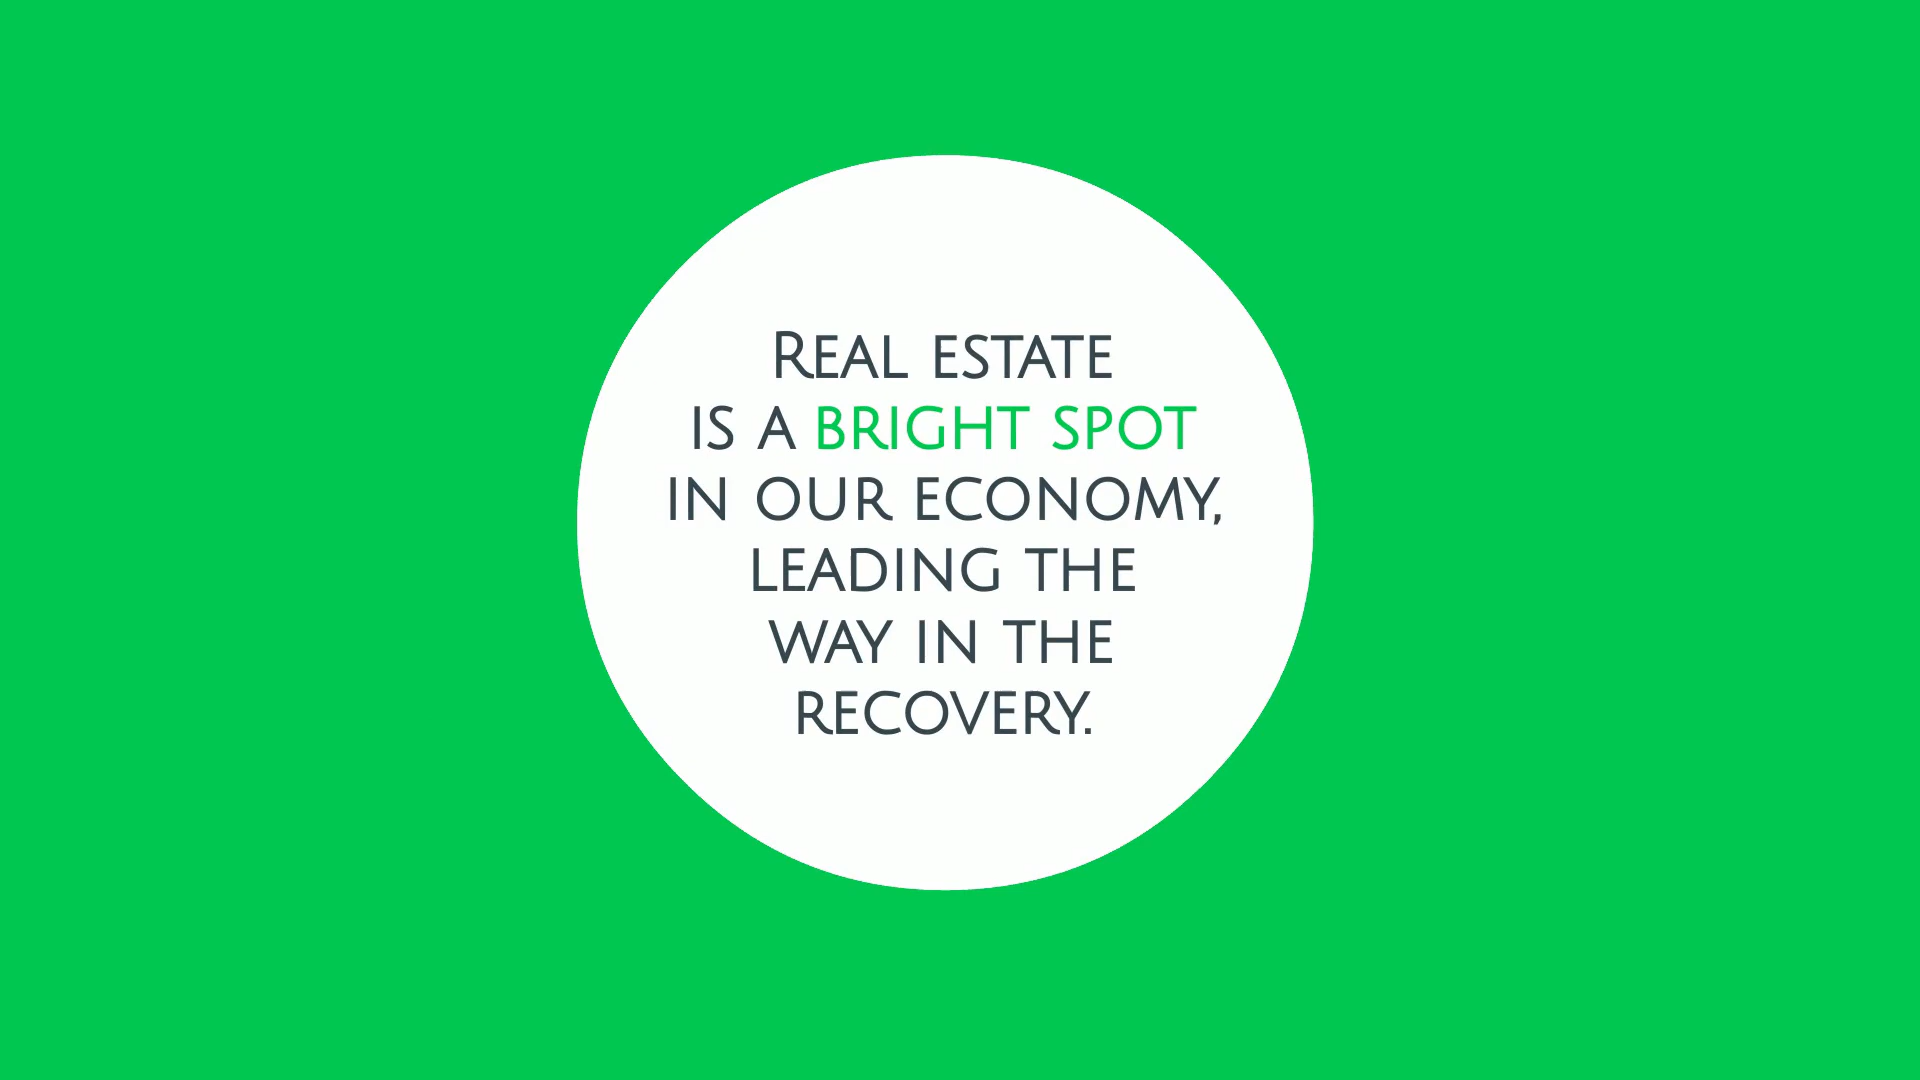 Real estate
is a bright spot
in our economy,
leading the
way in the
recovery.